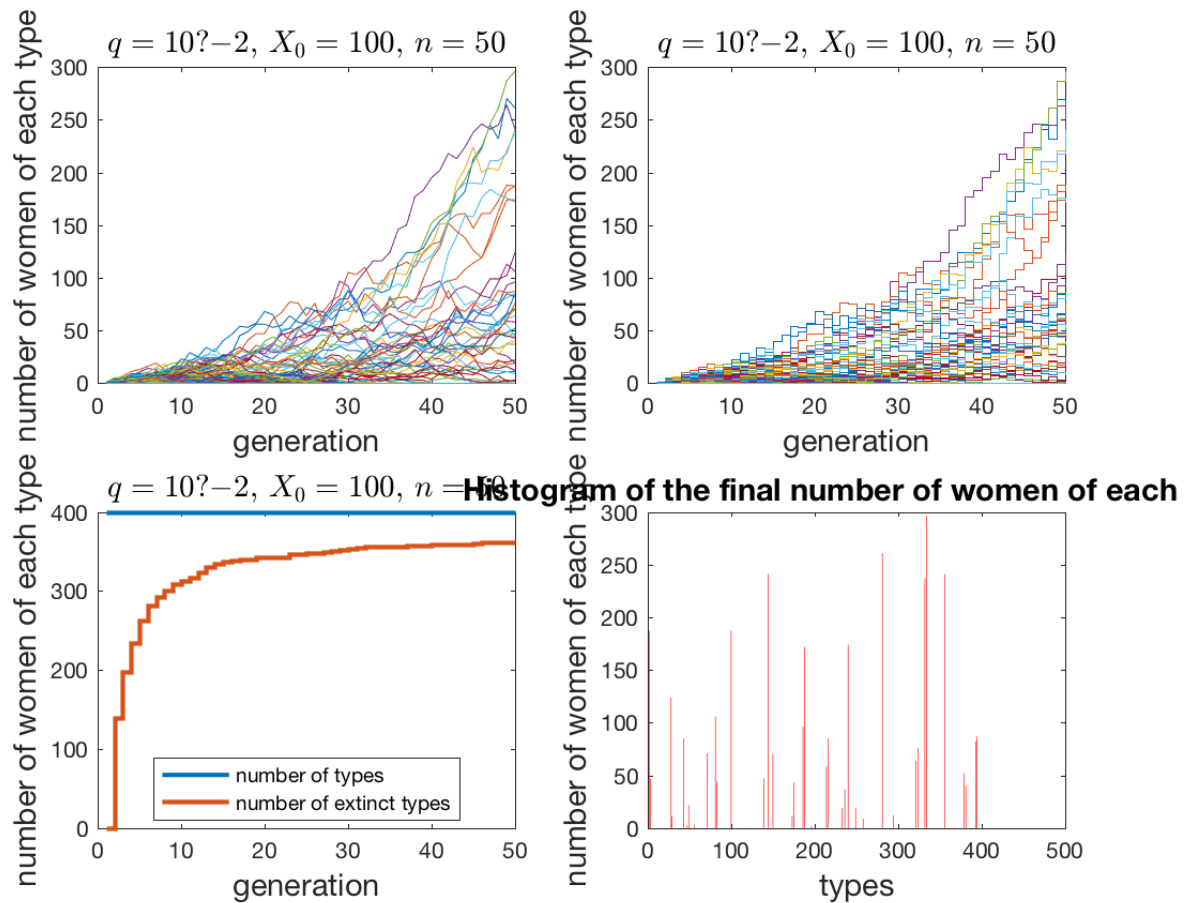 q = 10?−2, X₀ = 100, n = 50
number of women of each type
300
250
200
150
100
50
0
0 10 20 30 40 50
generation
q = 10?−2, X₀ = 100, n = 50
number of women of each type
300
250
200
150
100
50
0
0 10 20 30 40 50
generation
q = 10?−2, X₀ = 100, n = 50
number of women of each type
400
300
200
100
0
number of types
number of extinct types
0 10 20 30 40 50
generation
Histogram of the final number of women of each
number of women of each type
300
250
200
150
100
50
0
0 100 200 300 400 500
types